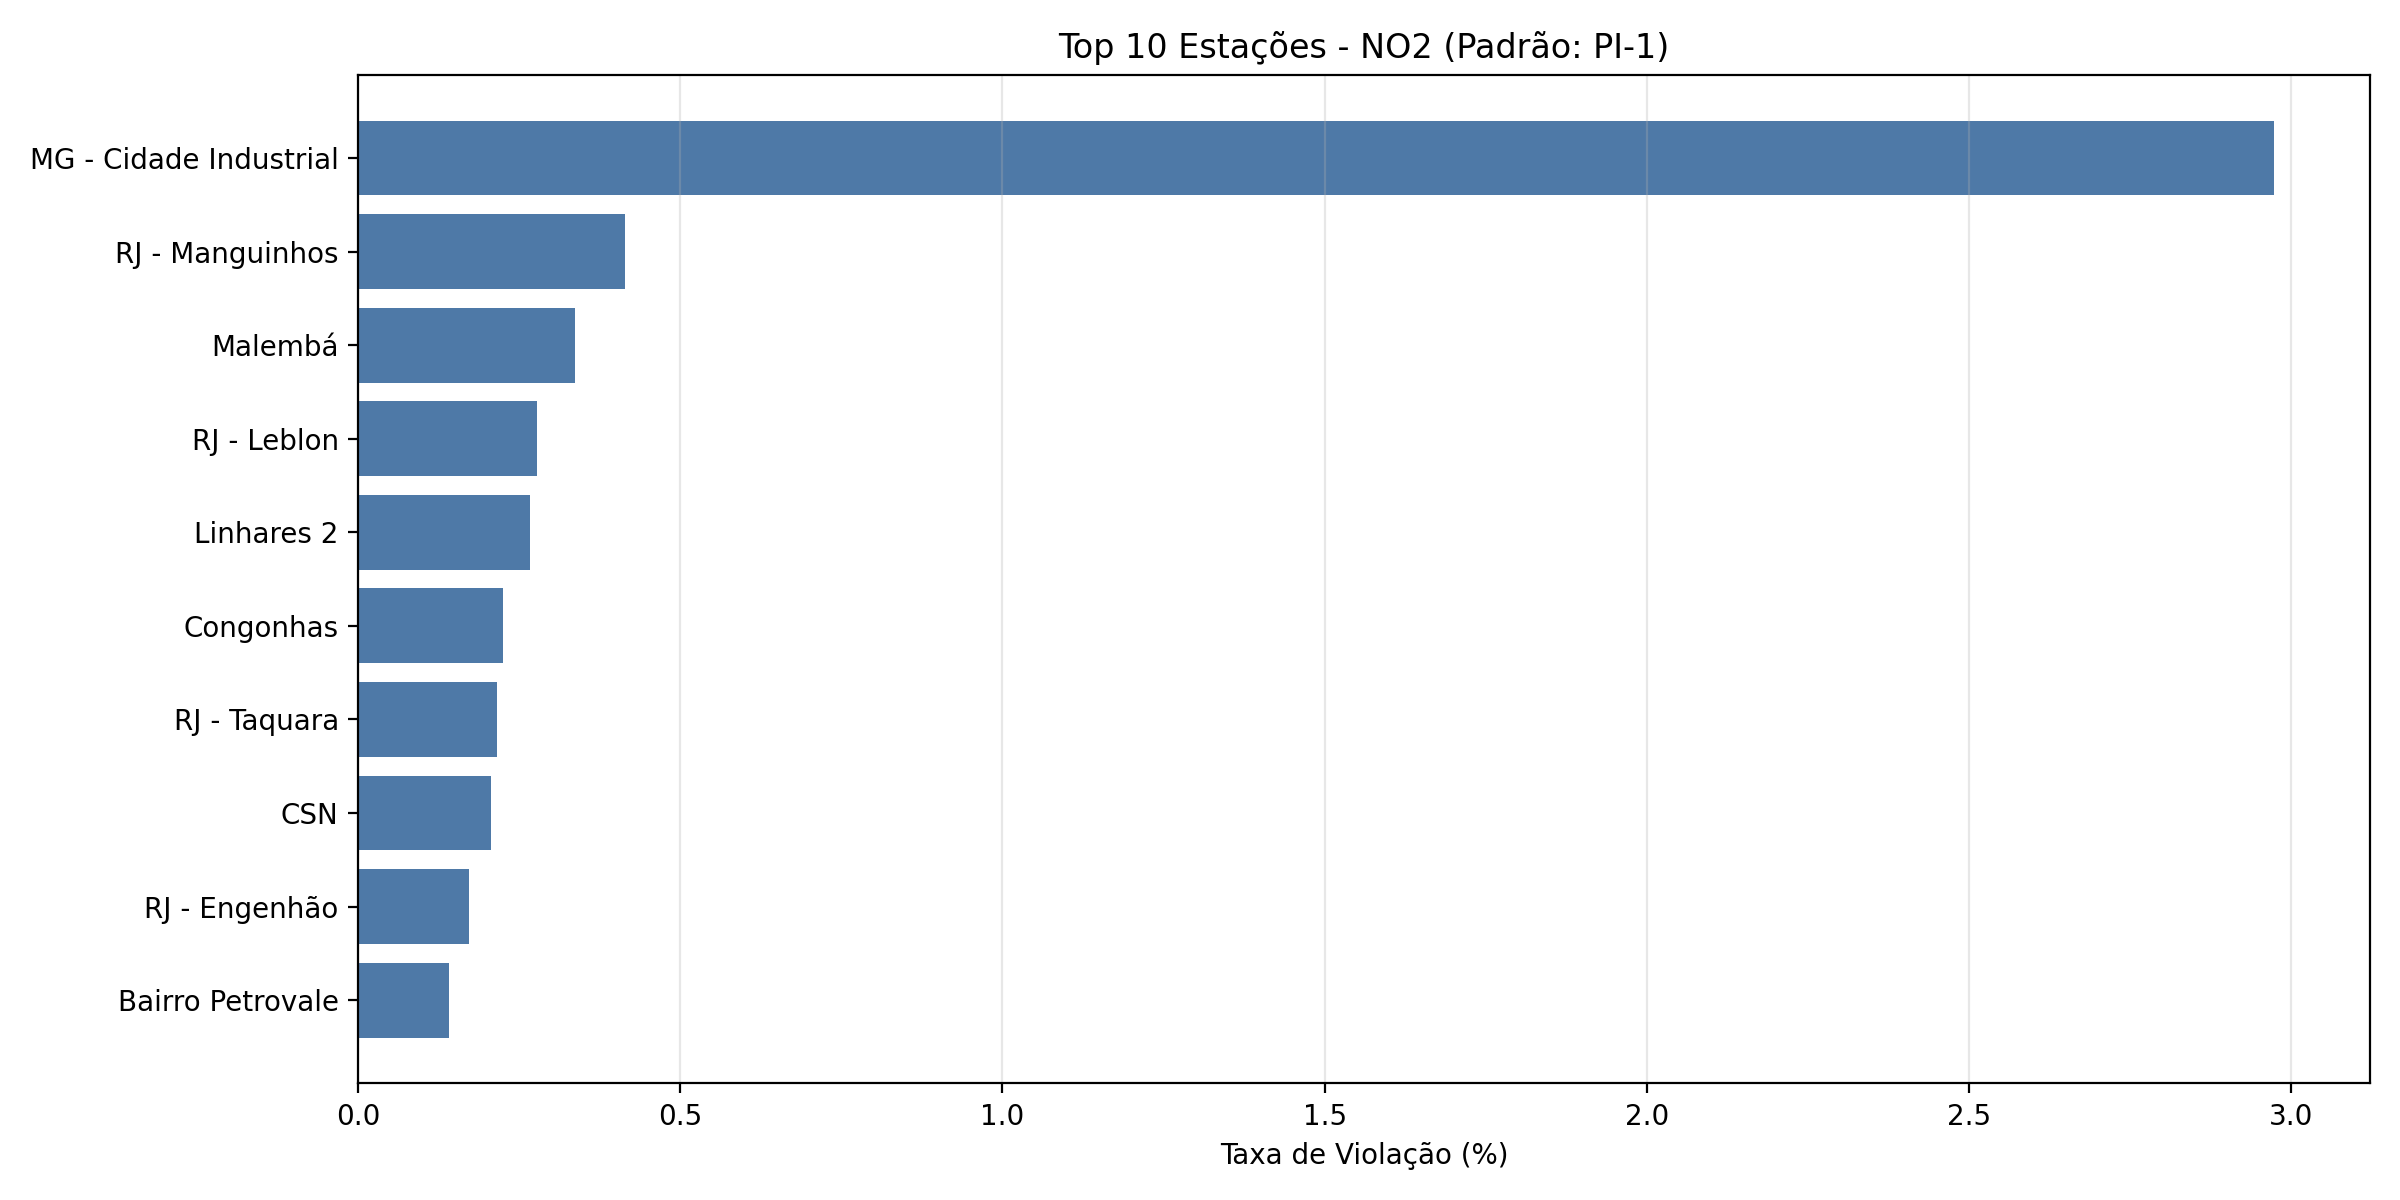 Top 10 Estações - NO2 (Padrão: PI-1)
MG - Cidade Industrial
RJ - Manguinhos
Malembá
RJ - Leblon
Linhares 2
Congonhas
RJ - Taquara
CSN
RJ - Engenhão
Bairro Petrovale
0.0 0.5 1.0 1.5 2.0 2.5 3.0
Taxa de Violação (%)